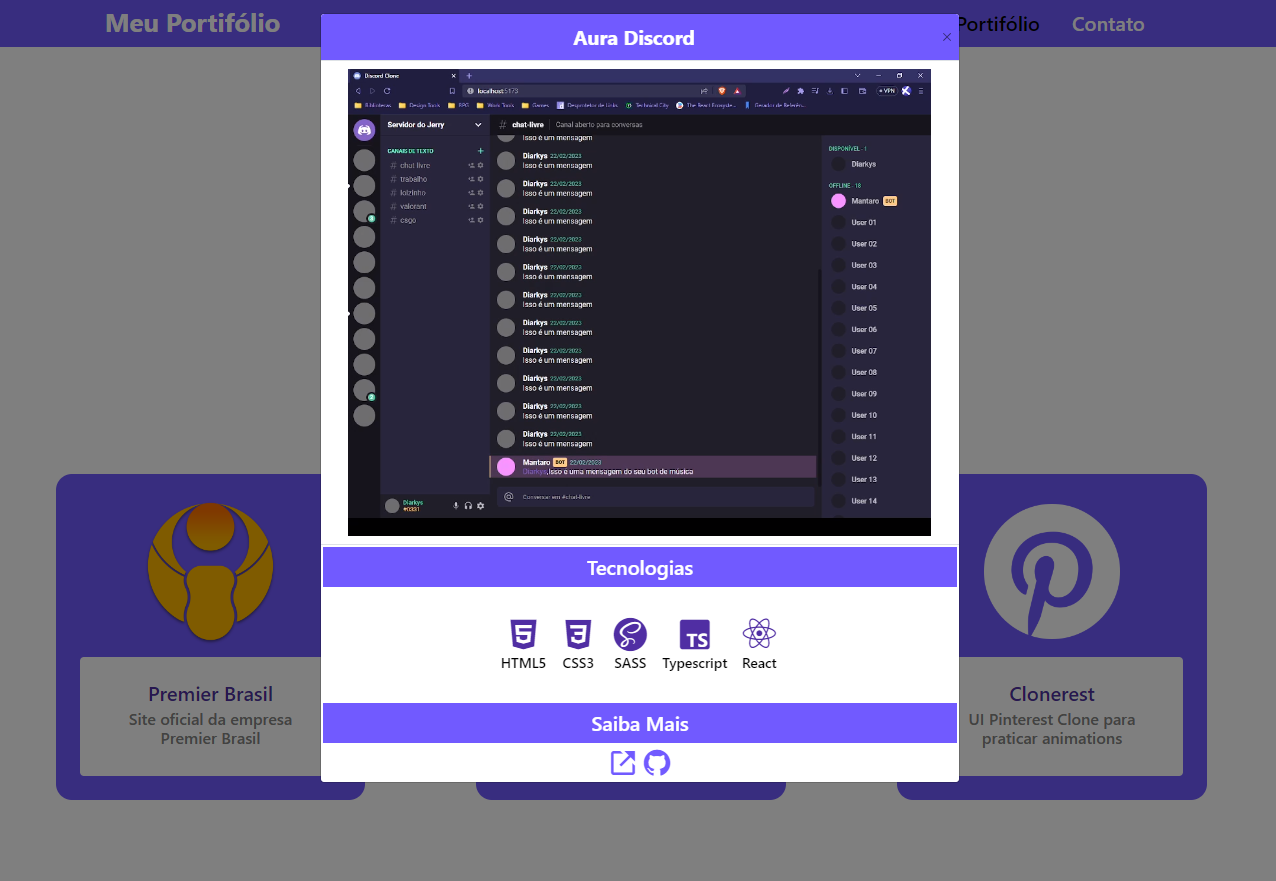 Meu Portifólio
Portifólio
Contato
Aura Discord
×
Discord Clone
localhost:5173
VPN
Bibliotecas
Design Tools
RPG
Worx Tools
Games
Desprotetor de Links
Technical City
The React Ecosyste...
Gerador de Referên...
Servidor do Jerry
# chat-livre
Canal aberto para conversas
CANAIS DE TEXTO
# chat-livre
# trabalho
# lolzinho
# valorant
# csgo
Isso é um mensagem
Diarkys 22/02/2023
Isso é um mensagem
Diarkys 22/02/2023
Isso é um mensagem
Diarkys 22/02/2023
Isso é um mensagem
Diarkys 22/02/2023
Isso é um mensagem
Diarkys 22/02/2023
Isso é um mensagem
Diarkys 22/02/2023
Isso é um mensagem
Diarkys 22/02/2023
Isso é um mensagem
Diarkys 22/02/2023
Isso é um mensagem
Diarkys 22/02/2023
Isso é um mensagem
Diarkys 22/02/2023
Isso é um mensagem
Diarkys 22/02/2023
Isso é um mensagem
Mantaro BOT 22/02/2023
Diarkys,Isso é uma mensagem do seu bot de música
@ Conversar em #chat-livre
Diarkys
#0331
DISPONÍVEL - 1
Diarkys
OFFLINE - 18
Mantaro BOT
User 01
User 02
User 03
User 04
User 05
User 06
User 07
User 08
User 09
User 10
User 11
User 12
User 13
User 14
Tecnologias
HTML5
CSS3
SASS
TS
Typescript
React
Saiba Mais
Premier Brasil
Site oficial da empresa
Premier Brasil
Clonerest
UI Pinterest Clone para
praticar animations